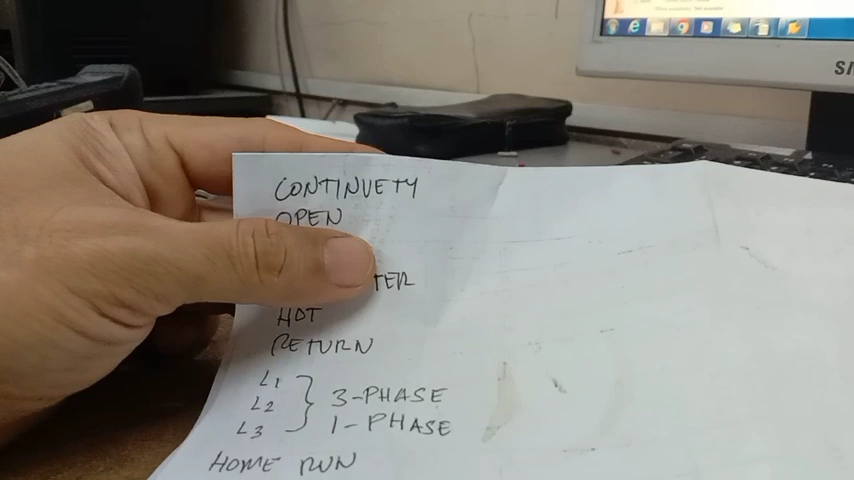 CONTINUETY
OPEN
TER
HOT
RETURN
L1
L2
L3
3-PHASE
1-PHASE
HOME RUN